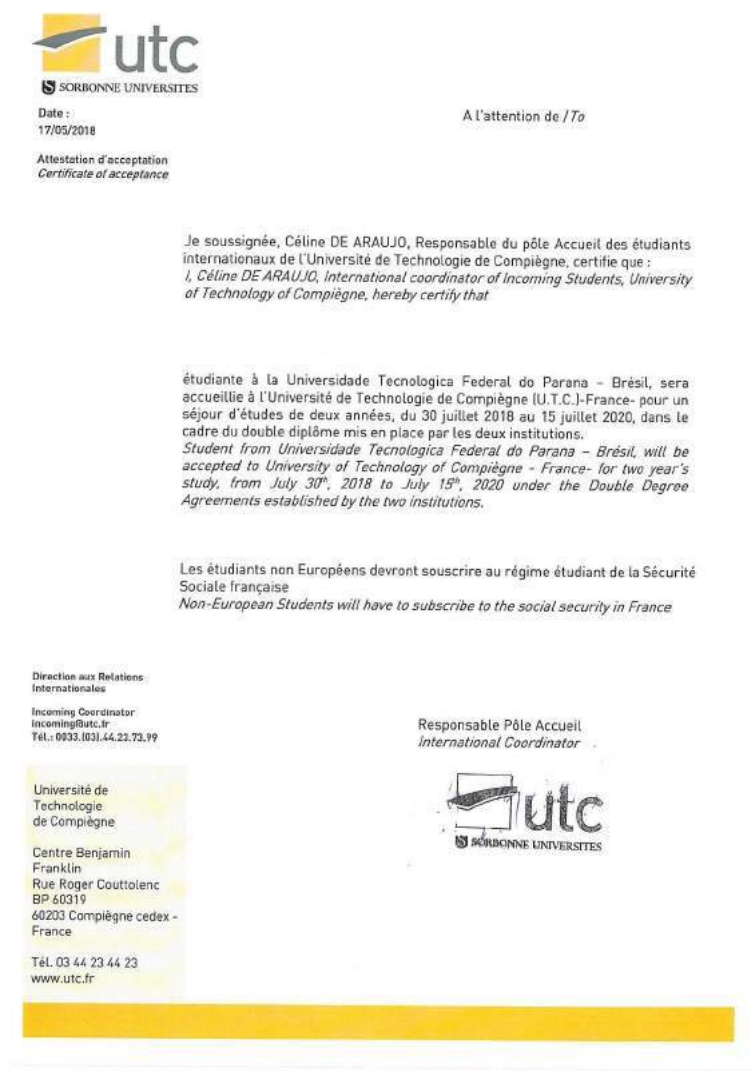 utc
SORBONNE UNIVERSITES
Date :
17/05/2018
Attestation d'acceptation
Certificate of acceptance
A l'attention de / To
Je soussignée, Céline DE ARAUJO, Responsable du pôle Accueil des étudiants
internationaux de l'Université de Technologie de Compiègne, certifie que :
I, Céline DE ARAUJO, International coordinator of Incoming Students, University
of Technology of Compiègne, hereby certify that
étudiante à la Universidade Tecnologica Federal do Parana – Brésil, sera
accueillie à l'Université de Technologie de Compiègne (U.T.C.)-France- pour un
séjour d'études de deux années, du 30 juillet 2018 au 15 juillet 2020, dans le
cadre du double diplôme mis en place par les deux institutions.
Student from Universidade Tecnologica Federal do Parana – Brésil, will be
accepted to University of Technology of Compiègne - France- for two year's
study, from July 30th, 2018 to July 15th, 2020 under the Double Degree
Agreements established by the two institutions.
Les étudiants non Européens devront souscrire au régime étudiant de la Sécurité
Sociale française
Non-European Students will have to subscribe to the social security in France
Direction aux Relations
Internationales
Incoming Coordinator
incoming@utc.fr
Tél.: 0033.(03).44.23.73.99
Responsable Pôle Accueil
International Coordinator
utc
SORBONNE UNIVERSITES
Université de
Technologie
de Compiègne
Centre Benjamin
Franklin
Rue Roger Couttolenc
BP 60319
60203 Compiègne cedex -
France
Tél. 03 44 23 44 23
www.utc.fr